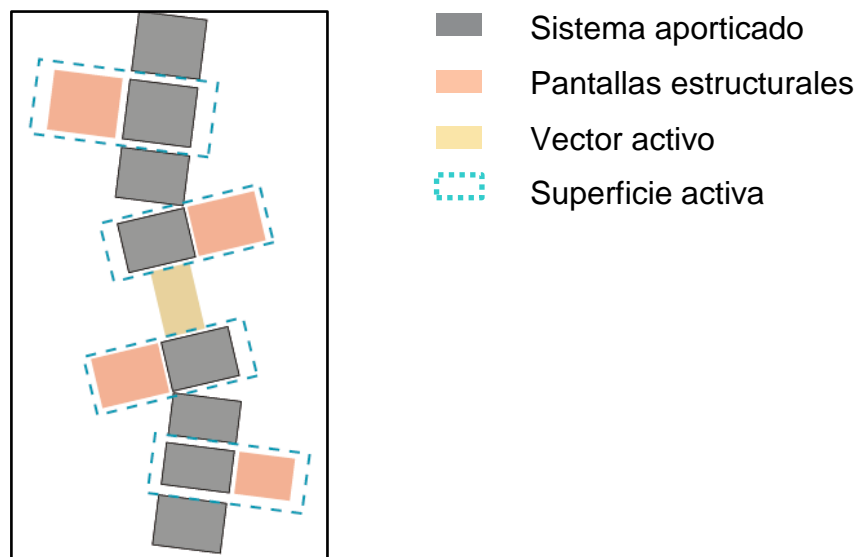 Sistema aporticado
Pantallas estructurales
Vector activo
Superficie activa